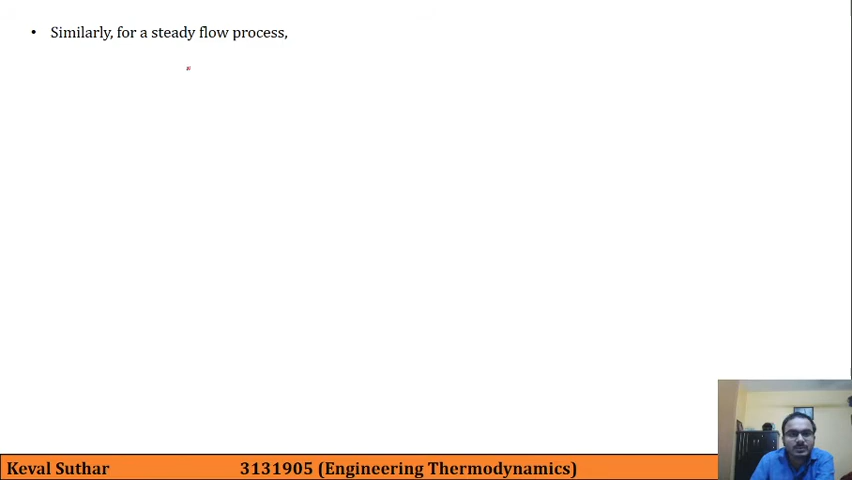 • Similarly, for a steady flow process,
Keval Suthar 3131905 (Engineering Thermodynamics)